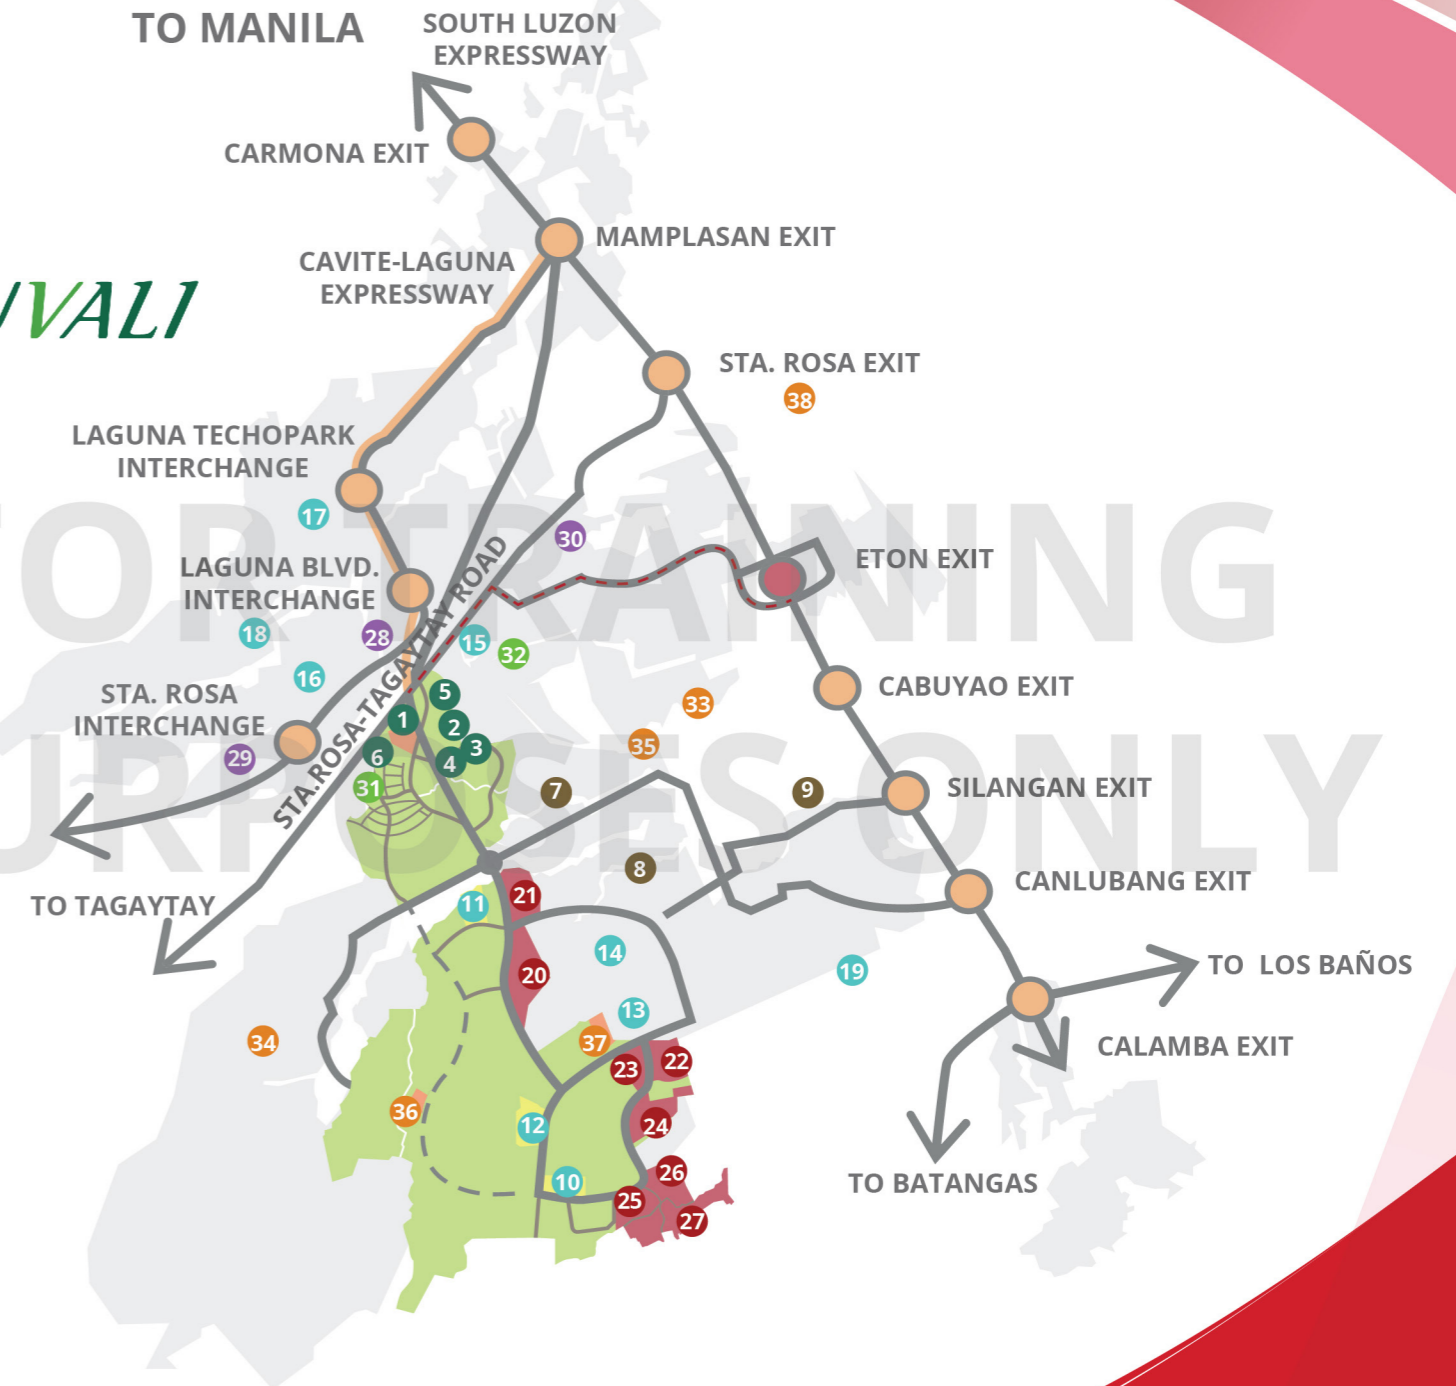 TO MANILA
SOUTH LUZON
EXPRESSWAY
CARMONA EXIT
MAMPLASAN EXIT
CAVITE-LAGUNA
EXPRESSWAY
VALI
STA. ROSA EXIT
38
LAGUNA TECHOPARK
INTERCHANGE
17
30
ETON EXIT
LAGUNA BLVD.
INTERCHANGE
18
28
15
32
STA.ROSA-TAGAYTAY ROAD
16
STA. ROSA
INTERCHANGE
29
5
1
2
3
4
6
31
33
35
CABUYAO EXIT
7
9
SILANGAN EXIT
8
CANLUBANG EXIT
TO TAGAYTAY
11
21
14
20
19
13
TO LOS BAÑOS
34
37
23
22
CALAMBA EXIT
36
12
24
10
26
25
27
TO BATANGAS
FOR TRAINING
PURPOSES ONLY